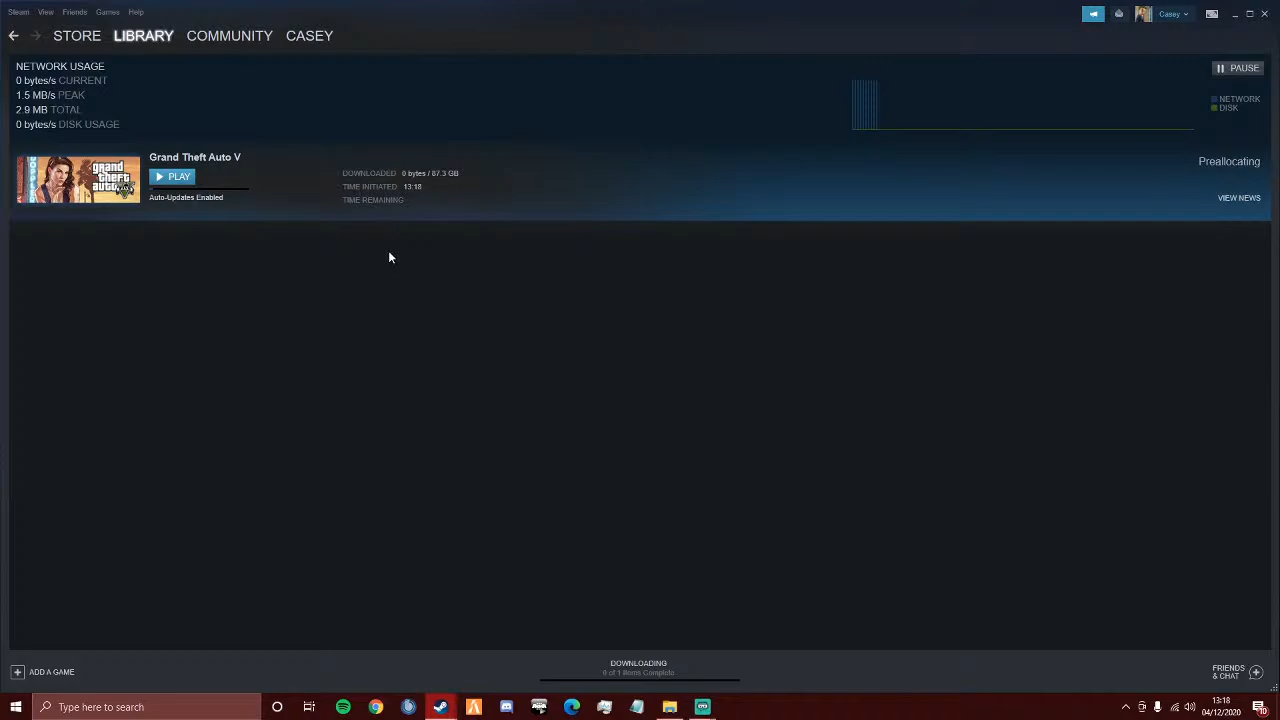 Steam View Friends Games Help
Casey
STORE LIBRARY COMMUNITY CASEY
NETWORK USAGE
PAUSE
0 bytes/s CURRENT
1.5 MB/s PEAK
NETWORK
2.9 MB TOTAL
DISK
0 bytes/s DISK USAGE
Grand Theft Auto V
Preallocating
grand
theft
auto
PLAY
DOWNLOADED 0 bytes / 87.3 GB
TIME INITIATED 13:18
Auto-Updates Enabled
TIME REMAINING
VIEW NEWS
DOWNLOADING
0 of 1 Items Complete
ADD A GAME
FRIENDS
& CHAT
Type here to search
13:18
04/12/2020